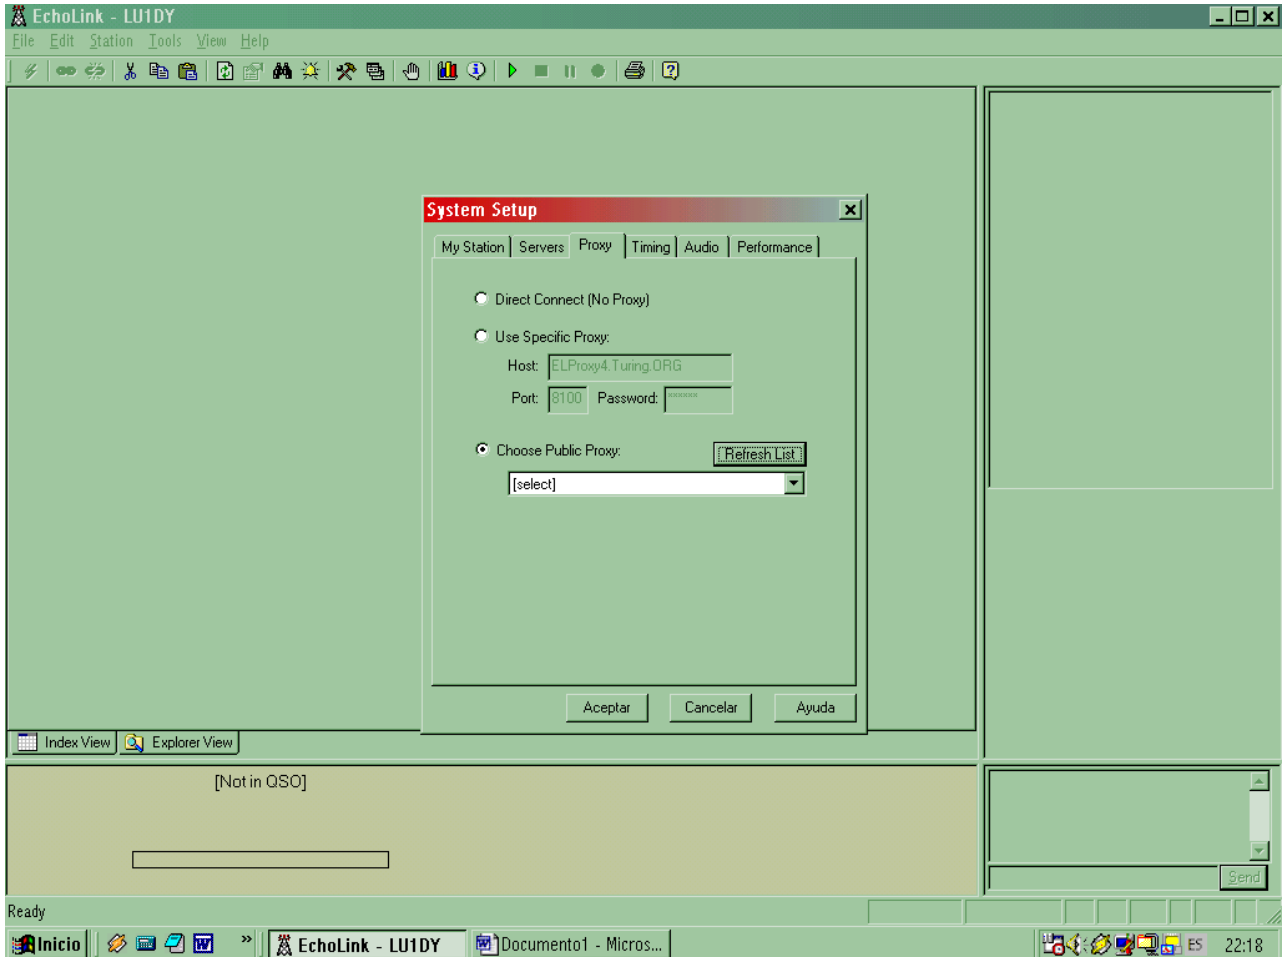 EchoLink - LU1DY
File Edit Station Tools View Help
System Setup
My Station Servers Proxy Timing Audio Performance
Direct Connect (No Proxy)
Use Specific Proxy:
Host: ELProxy4.Turing.ORG
Port: 8100 Password: ******
Choose Public Proxy: Refresh List
[select]
Aceptar Cancelar Ayuda
Index View Explorer View
[Not in QSO]
Send
Ready
Inicio » EchoLink - LU1DY Documento1 - Micros... ES 22:18